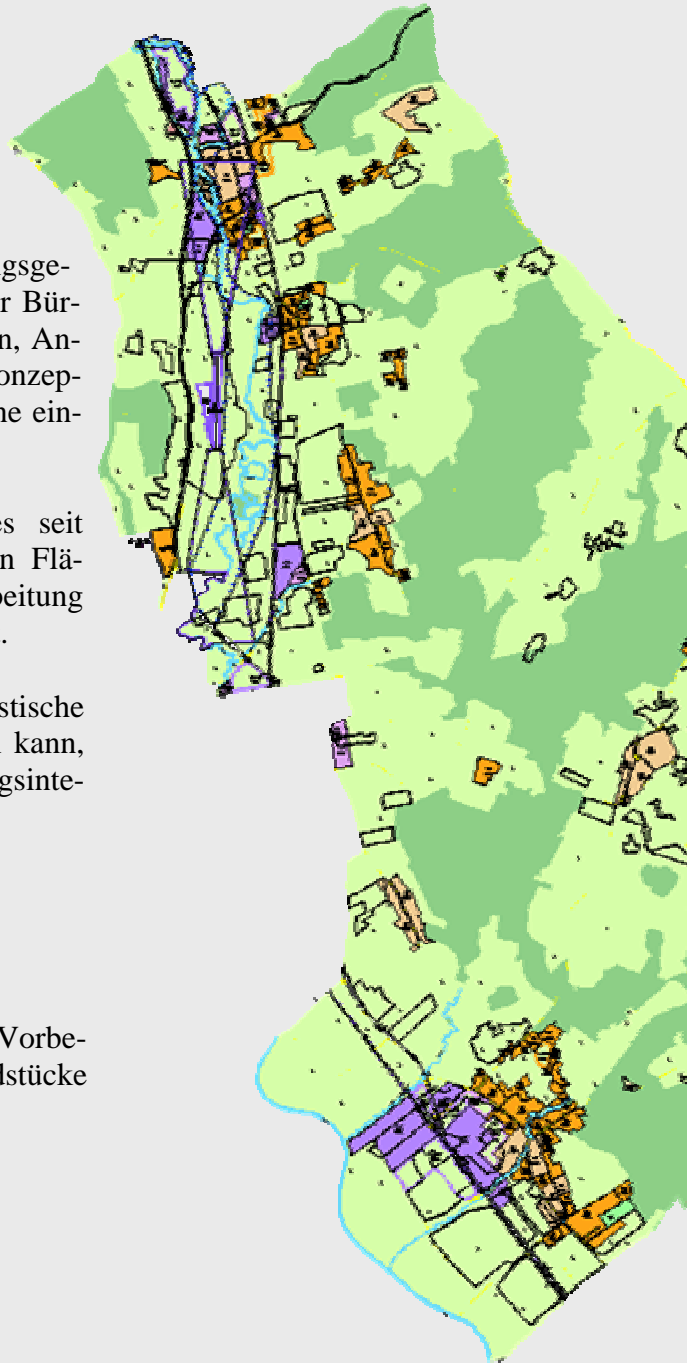 ngsge-
r Bür-
n, An-
onzep-
ne ein-
es seit
n Flä-
beitung
.
stische
kann,
gsinte-
Vorbe-
dstücke